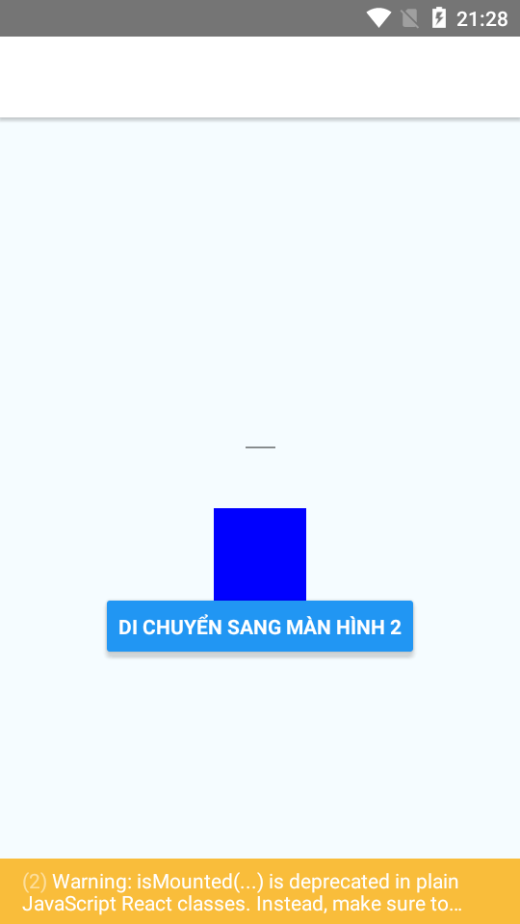 21:28
DI CHUYỂN SANG MÀN HÌNH 2
(2) Warning: isMounted(...) is deprecated in plain
JavaScript React classes. Instead, make sure to...